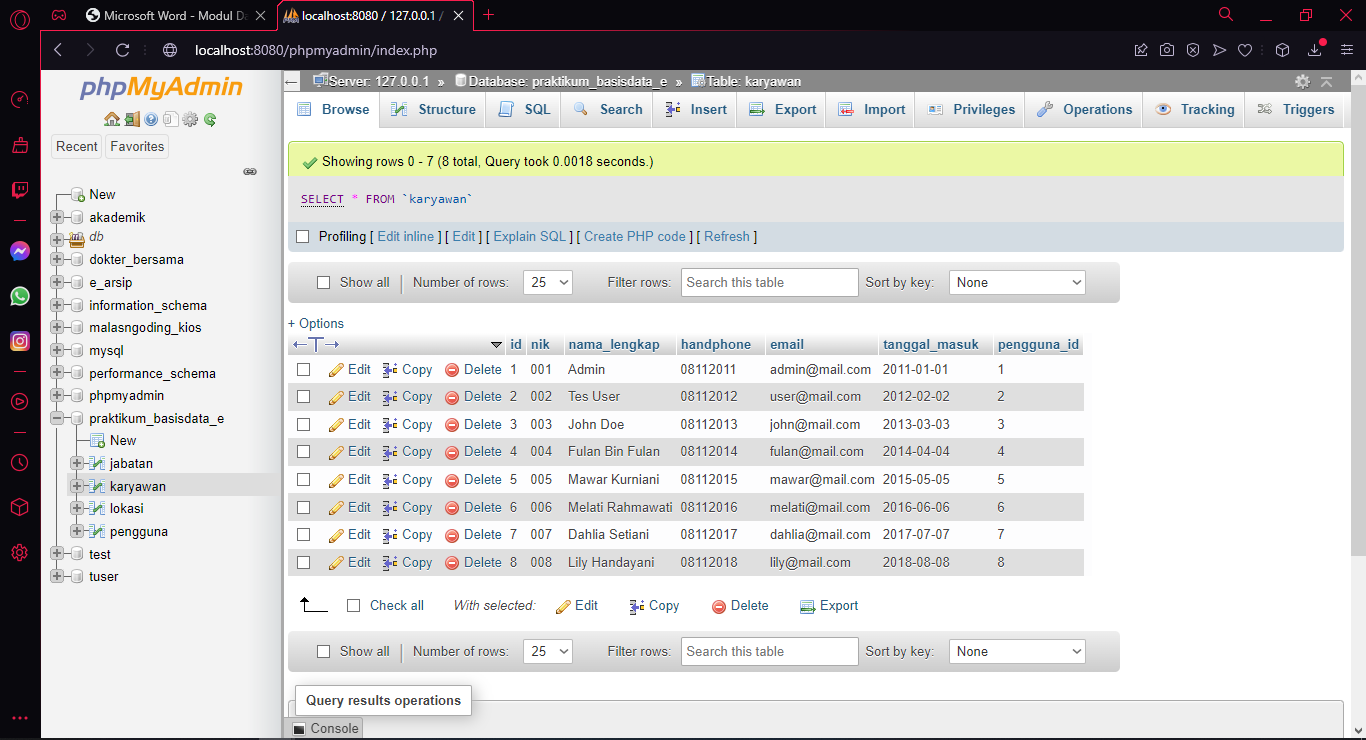 Microsoft Word - Modul Da
localhost:8080 / 127.0.0.1 /
localhost:8080/phpmyadmin/index.php
phpMyAdmin
Recent Favorites
New
akademik
db
dokter_bersama
e_arsip
information_schema
malasngoding_kios
mysql
performance_schema
phpmyadmin
praktikum_basisdata_e
New
jabatan
karyawan
lokasi
pengguna
test
tuser
Server: 127.0.0.1 » Database: praktikum_basisdata_e » Table: karyawan
Browse Structure SQL Search Insert Export Import Privileges Operations Tracking Triggers
Showing rows 0 - 7 (8 total, Query took 0.0018 seconds.)
SELECT * FROM `karyawan`
Profiling [ Edit inline ] [ Edit ] [ Explain SQL ] [ Create PHP code ] [ Refresh ]
Show all Number of rows: 25 Filter rows: Search this table Sort by key: None
+ Options
id nik nama_lengkap handphone email tanggal_masuk pengguna_id
Edit Copy Delete 1 001 Admin 08112011 admin@mail.com 2011-01-01 1
Edit Copy Delete 2 002 Tes User 08112012 user@mail.com 2012-02-02 2
Edit Copy Delete 3 003 John Doe 08112013 john@mail.com 2013-03-03 3
Edit Copy Delete 4 004 Fulan Bin Fulan 08112014 fulan@mail.com 2014-04-04 4
Edit Copy Delete 5 005 Mawar Kurniani 08112015 mawar@mail.com 2015-05-05 5
Edit Copy Delete 6 006 Melati Rahmawati 08112016 melati@mail.com 2016-06-06 6
Edit Copy Delete 7 007 Dahlia Setiani 08112017 dahlia@mail.com 2017-07-07 7
Edit Copy Delete 8 008 Lily Handayani 08112018 lily@mail.com 2018-08-08 8
Check all With selected: Edit Copy Delete Export
Show all Number of rows: 25 Filter rows: Search this table Sort by key: None
Query results operations
Console